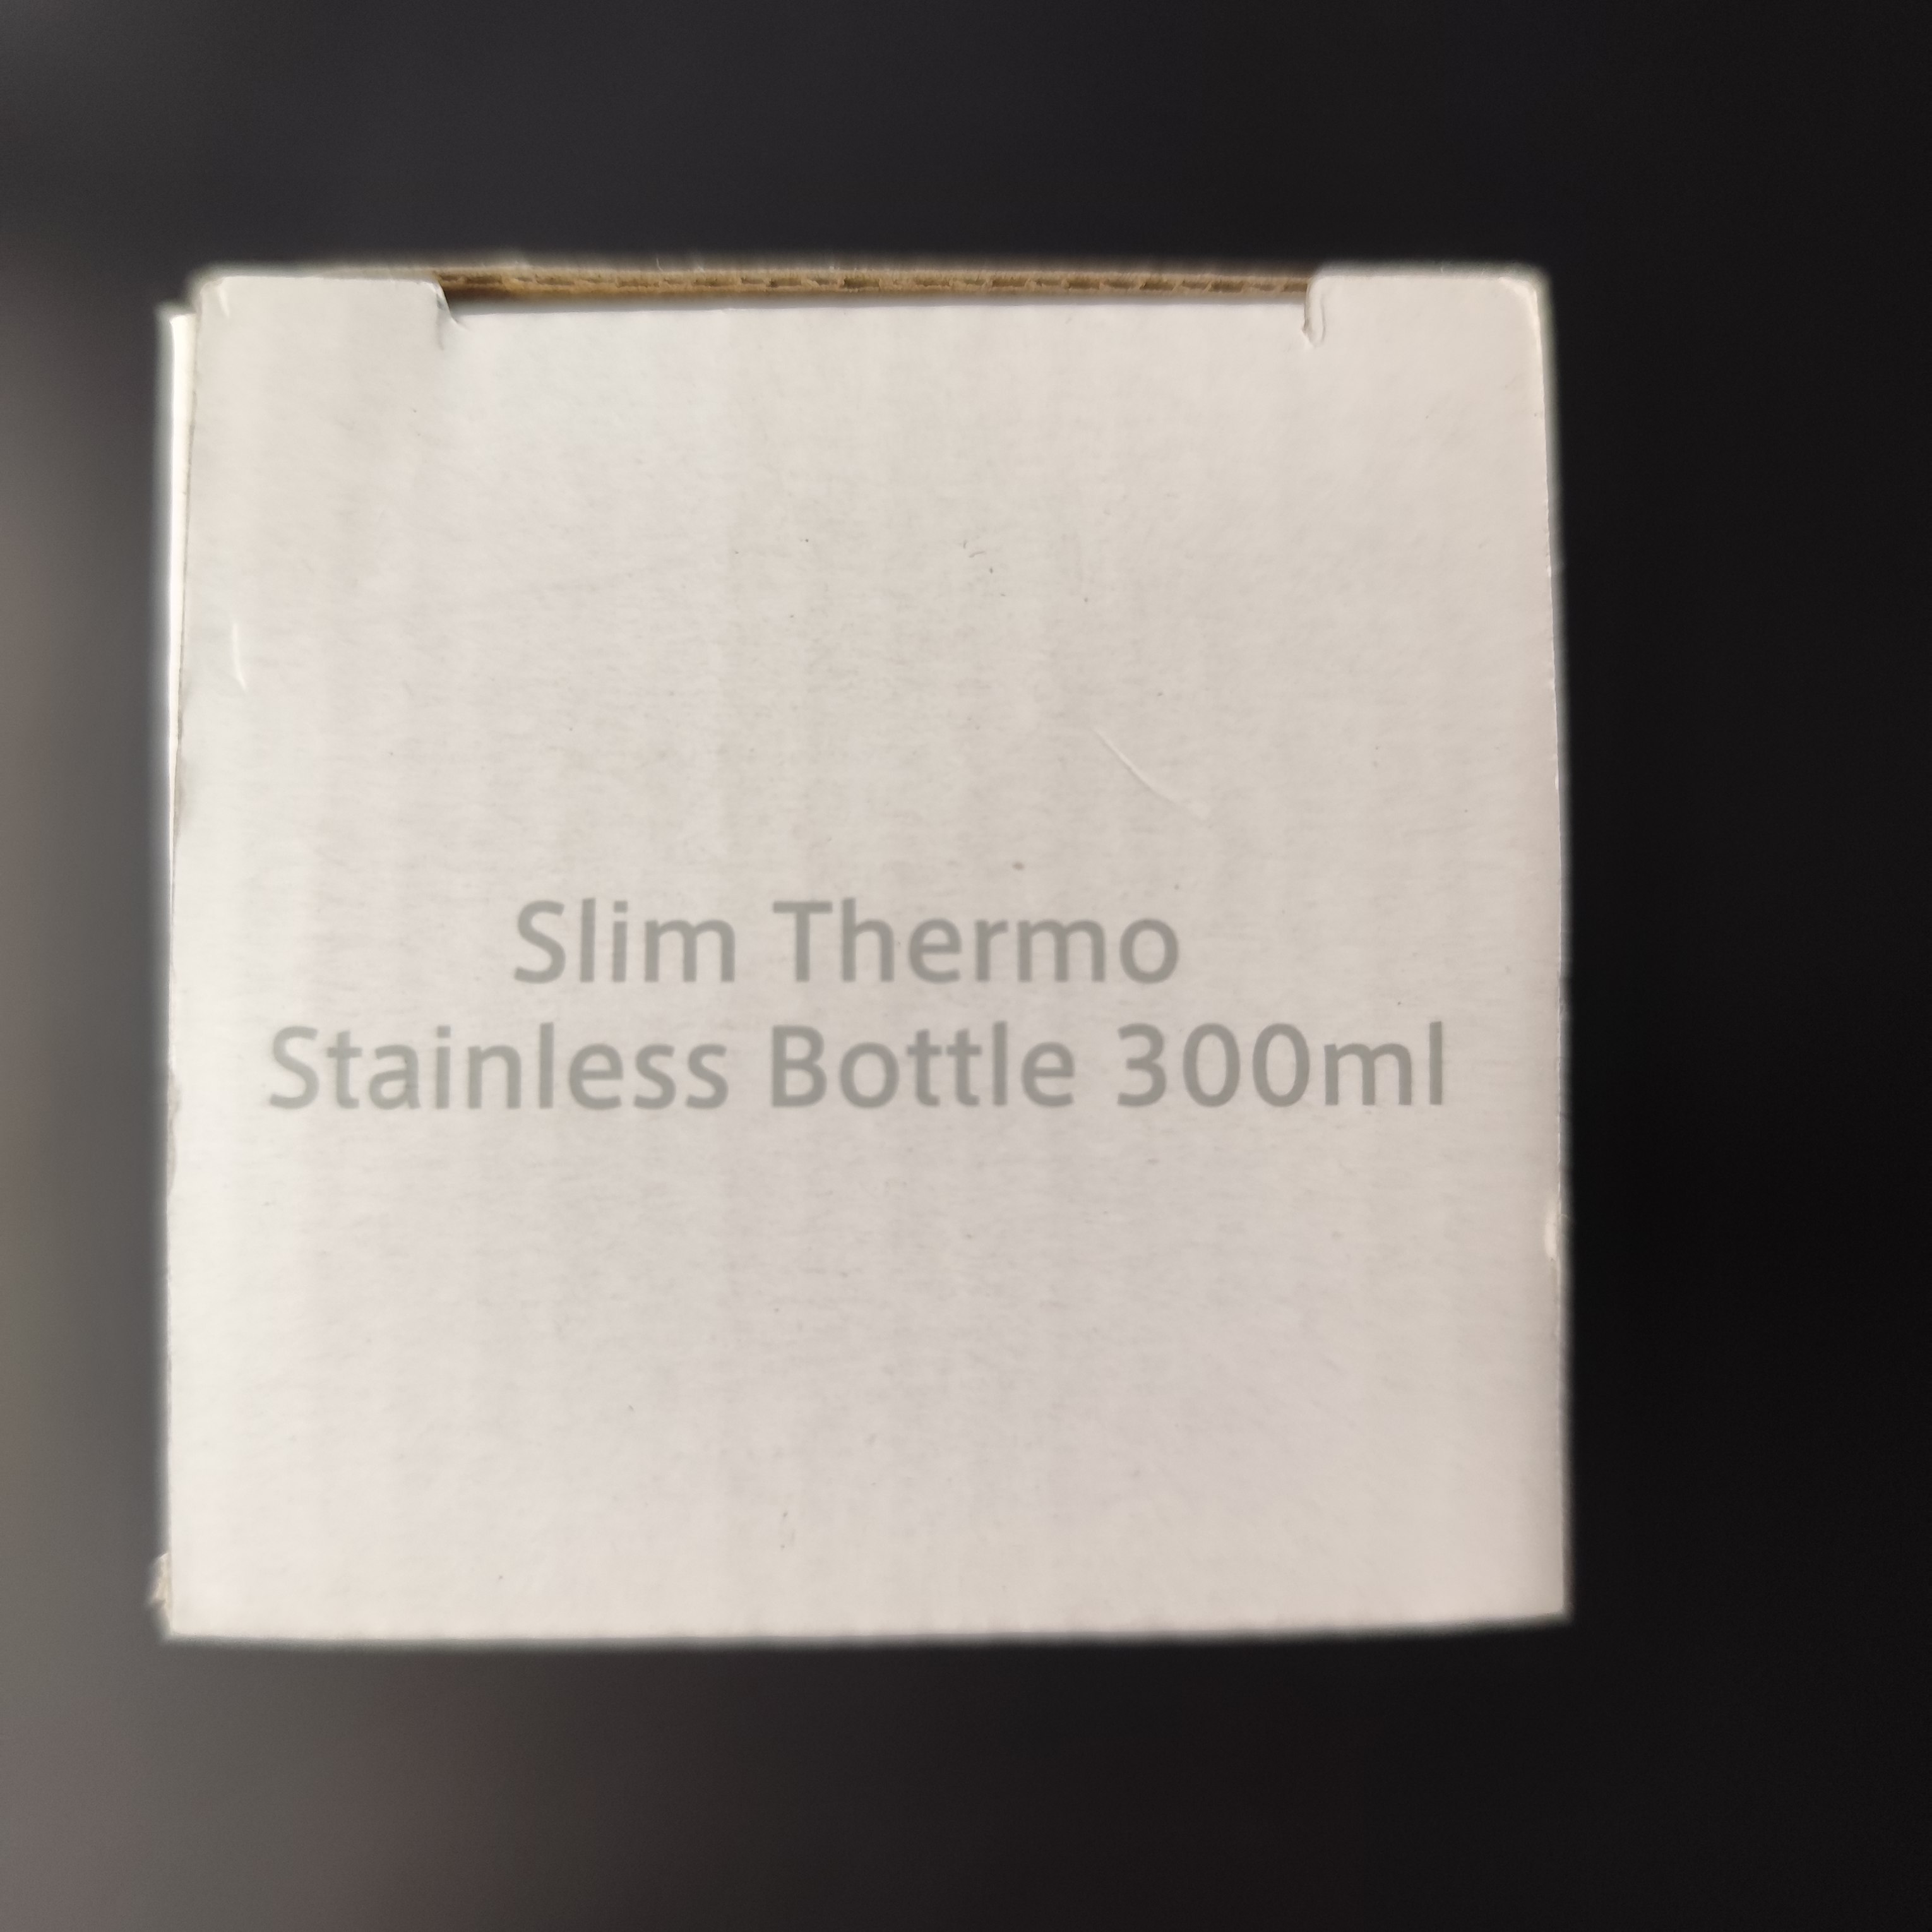 Slim Thermo
Stainless Bottle 300ml